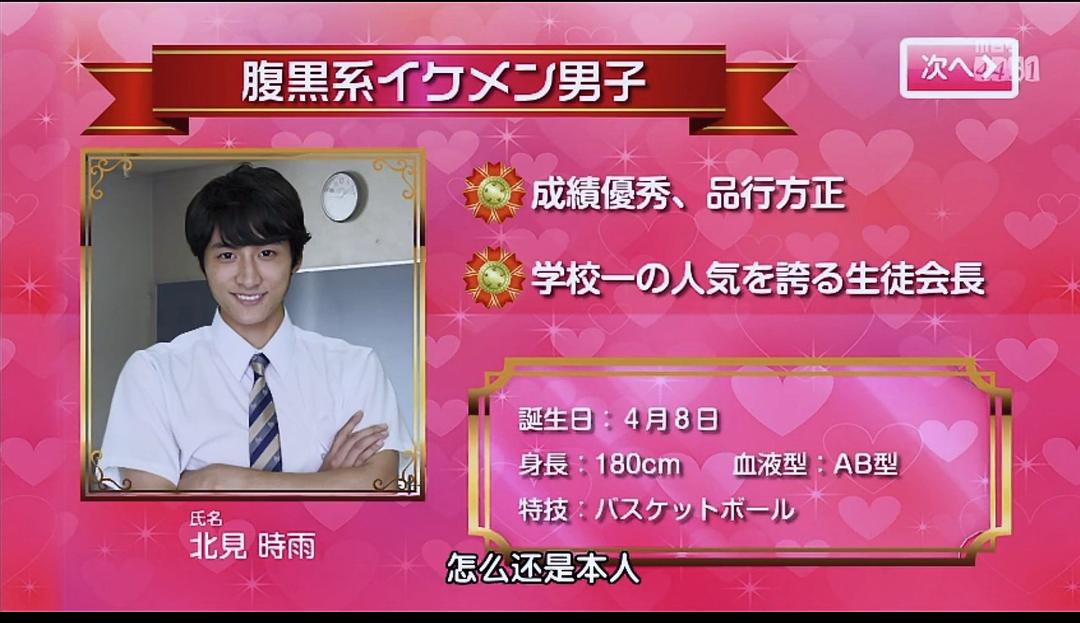 腹黒系イケメン男子
次へ
成績優秀、品行方正
学校一の人気を誇る生徒会長
誕生日：4月8日
身長：180cm　血液型：AB型
特技：バスケットボール
氏名
北見 時雨
怎么还是本人